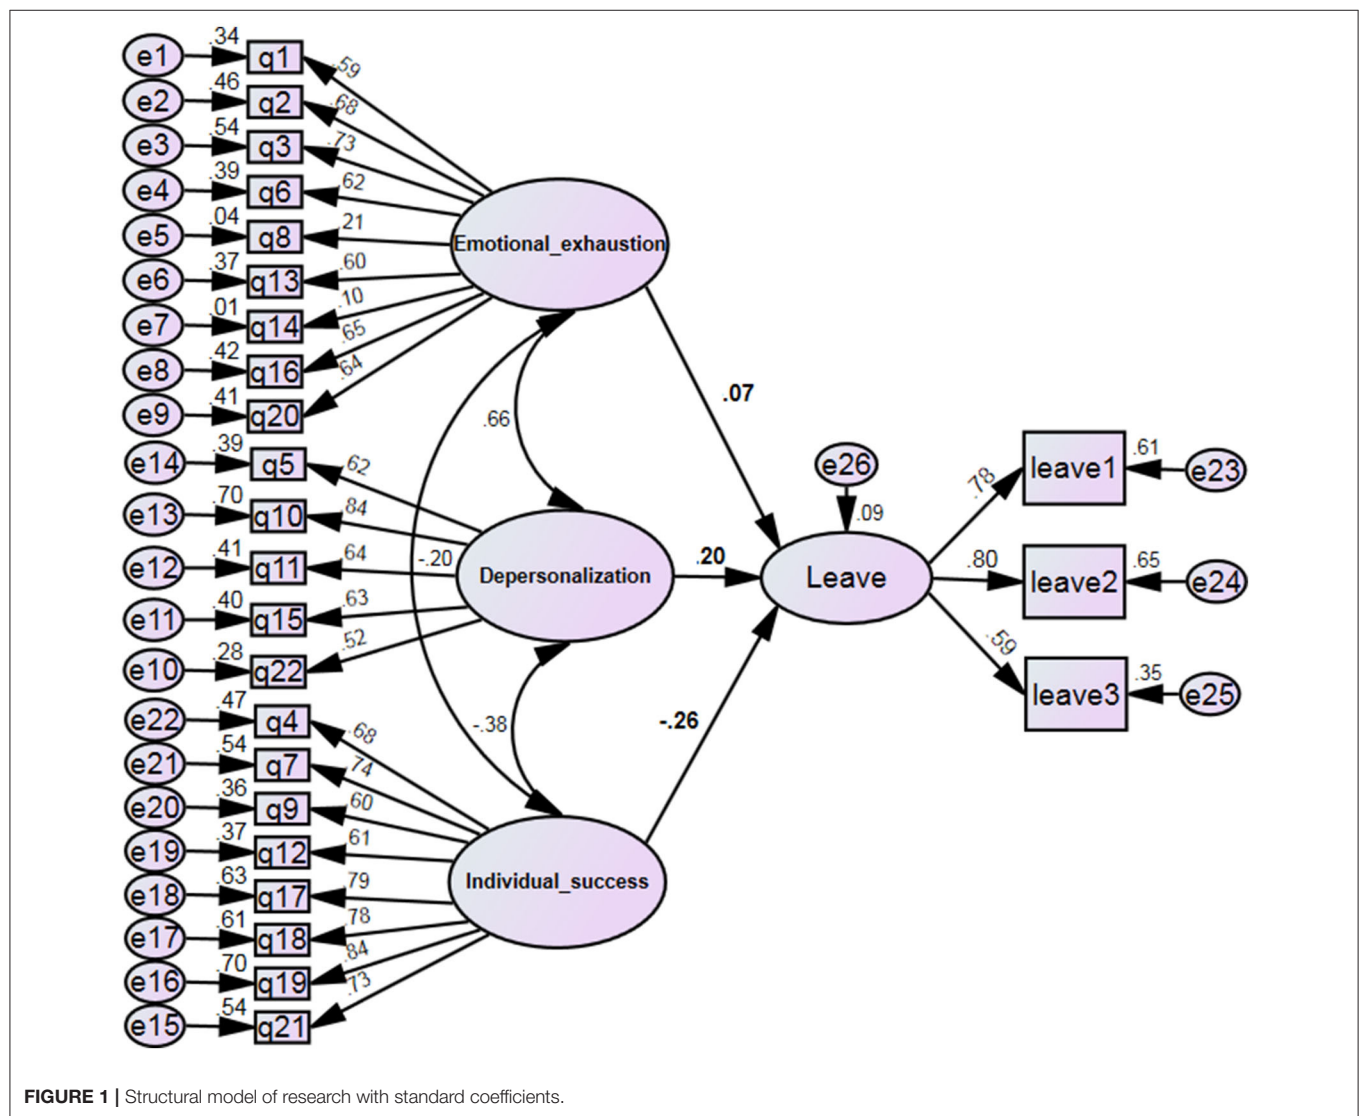 e1 .34 q1 .59
e2 .46 q2 .68
e3 .54 q3 .73
e4 .39 q6 .62
e5 .04 q8 .21
e6 .37 q13 .60
e7 .01 q14 .10
e8 .42 q16 .65
e9 .41 q20 .64
Emotional_exhaustion
e14 .39 q5 .62
e13 .70 q10 .84
e12 .41 q11 .64
e11 .40 q15 .63
e10 .28 q22 .52
Depersonalization
e22 .47 q4 .68
e21 .54 q7 .74
e20 .36 q9 .60
e19 .37 q12 .61
e18 .63 q17 .79
e17 .61 q18 .78
e16 .70 q19 .84
e15 .54 q21 .73
Individual_success
.66
-.20
-.38
.07
.20
-.26
e26
.09
Leave
.78 leave1 .61 e23
.80 leave2 .65 e24
.59 leave3 .35 e25
FIGURE 1 | Structural model of research with standard coefficients.